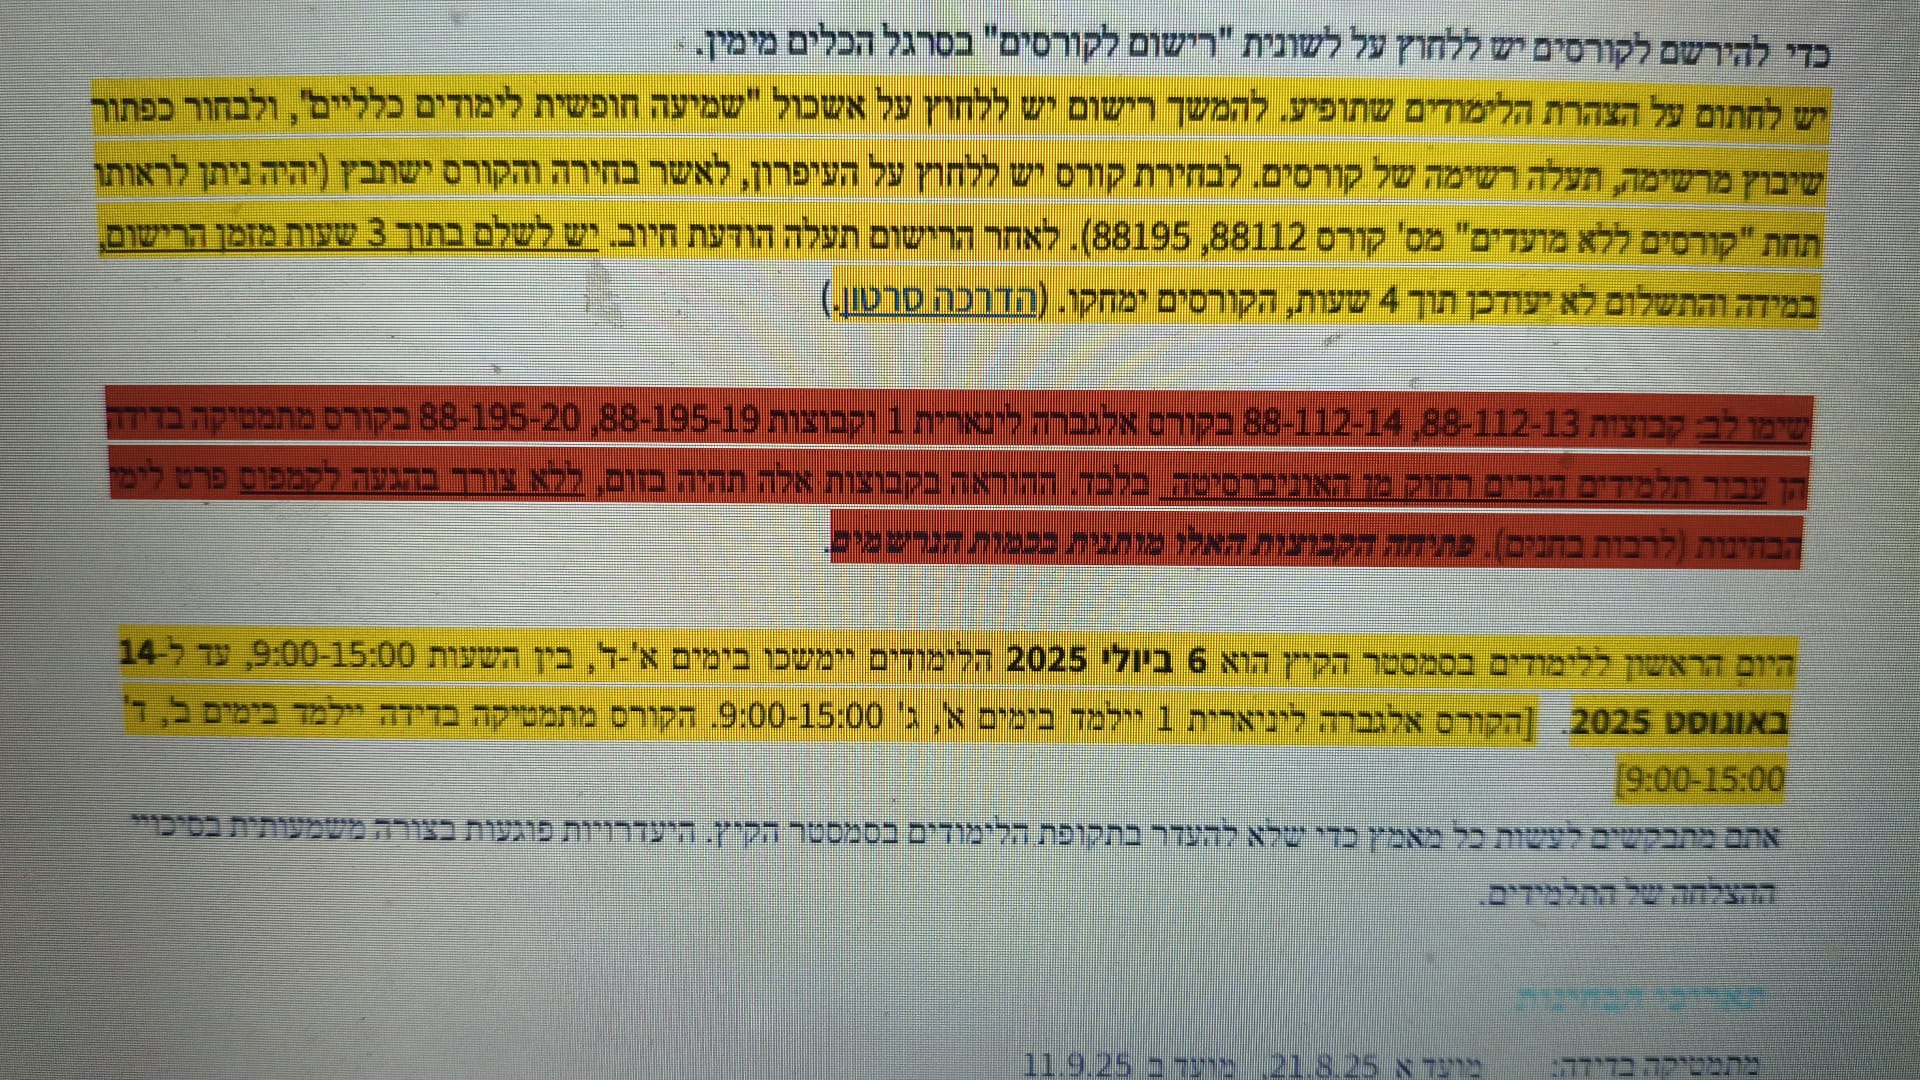 כדי להירשם לקורסים יש ללחוץ על לשונית "רישום לקורסים" בסרגל הכלים מימין.
יש לחתום על הצהרת הלימודים שתופיע. להמשך רישום יש ללחוץ על אשכול "שמיעה חופשית לימודים כלליים", ולבחור כפתור
שיבוץ מרשימה, תעלה רשימה של קורסים. לבחירת קורס יש ללחוץ על העיפרון, לאשר בחירה והקורס ישתבץ (יהיה ניתן לראותו
תחת "קורסים ללא מועדים" מס' קורס 88112, 88195). לאחר הרישום תעלה הודעת חיוב. יש לשלם בתוך 3 שעות מזמן הרישום,
במידה והתשלום לא יעודכן תוך 4 שעות, הקורסים ימחקו. (הדרכה סרטון.)
שימו לב: קבוצות 88-112-13, 88-112-14 בקורס אלגברה לינארית 1 וקבוצות 88-195-19, 88-195-20 בקורס מתמטיקה בדידה
הן עבור תלמידים הגרים רחוק מן האוניברסיטה בלבד. ההוראה בקבוצות אלה תהיה בזום, ללא צורך בהגעה לקמפוס פרט לימי
הבחינות (לרבות בחנים). פתיחת הקבוצות האלו מותנית בכמות הנרשמים.
היום הראשון ללימודים בסמסטר הקיץ הוא 6 ביולי 2025 הלימודים יימשכו בימים א'-ד', בין השעות 9:00-15:00, עד ל-14
באוגוסט 2025. [הקורס אלגברה ליניארית 1 יילמד בימים א', ג' 9:00-15:00. הקורס מתמטיקה בדידה יילמד בימים ב', ד'
9:00-15:00]
אתם מתבקשים לעשות כל מאמץ כדי שלא להעדר בתקופת הלימודים בסמסטר הקיץ. היעדרויות פוגעות בצורה משמעותית בסיכויי
ההצלחה של התלמידים.
תאריכי הבחינות
מתמטיקה בדידה: מועד א 21.8.25, מועד ב 11.9.25